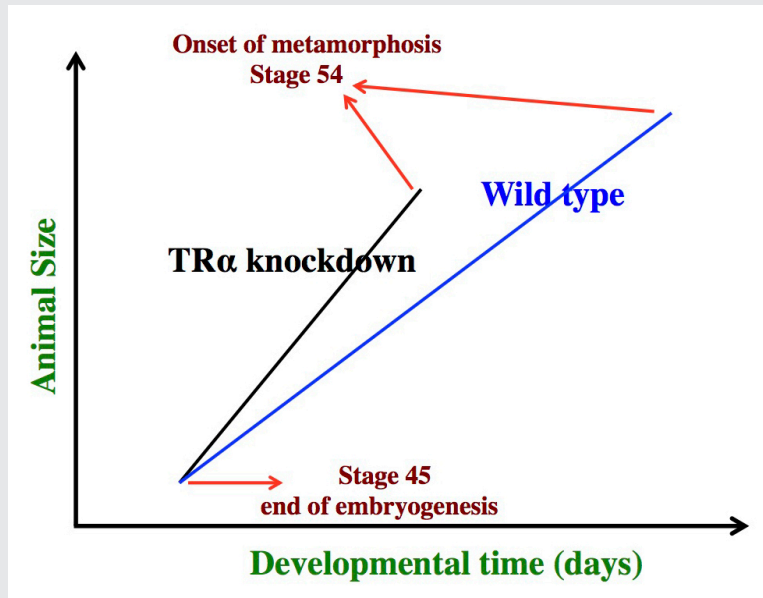 Onset of metamorphosis
Stage 54
Wild type
TRα knockdown
Animal Size
Stage 45
end of embryogenesis
Developmental time (days)